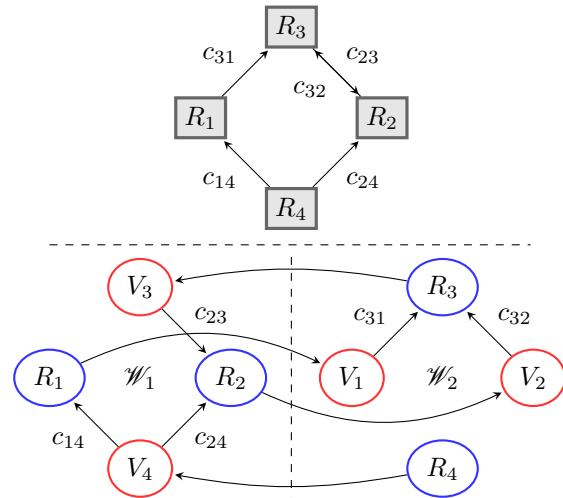 R₃
c₃₁ c₂₃
c₃₂
R₁ R₂
c₁₄ c₂₄
R₄
V₃ R₃
c₂₃ c₃₁ c₃₂
R₁ 𝒲₁ R₂ V₁ 𝒲₂ V₂
c₁₄ c₂₄
V₄ R₄